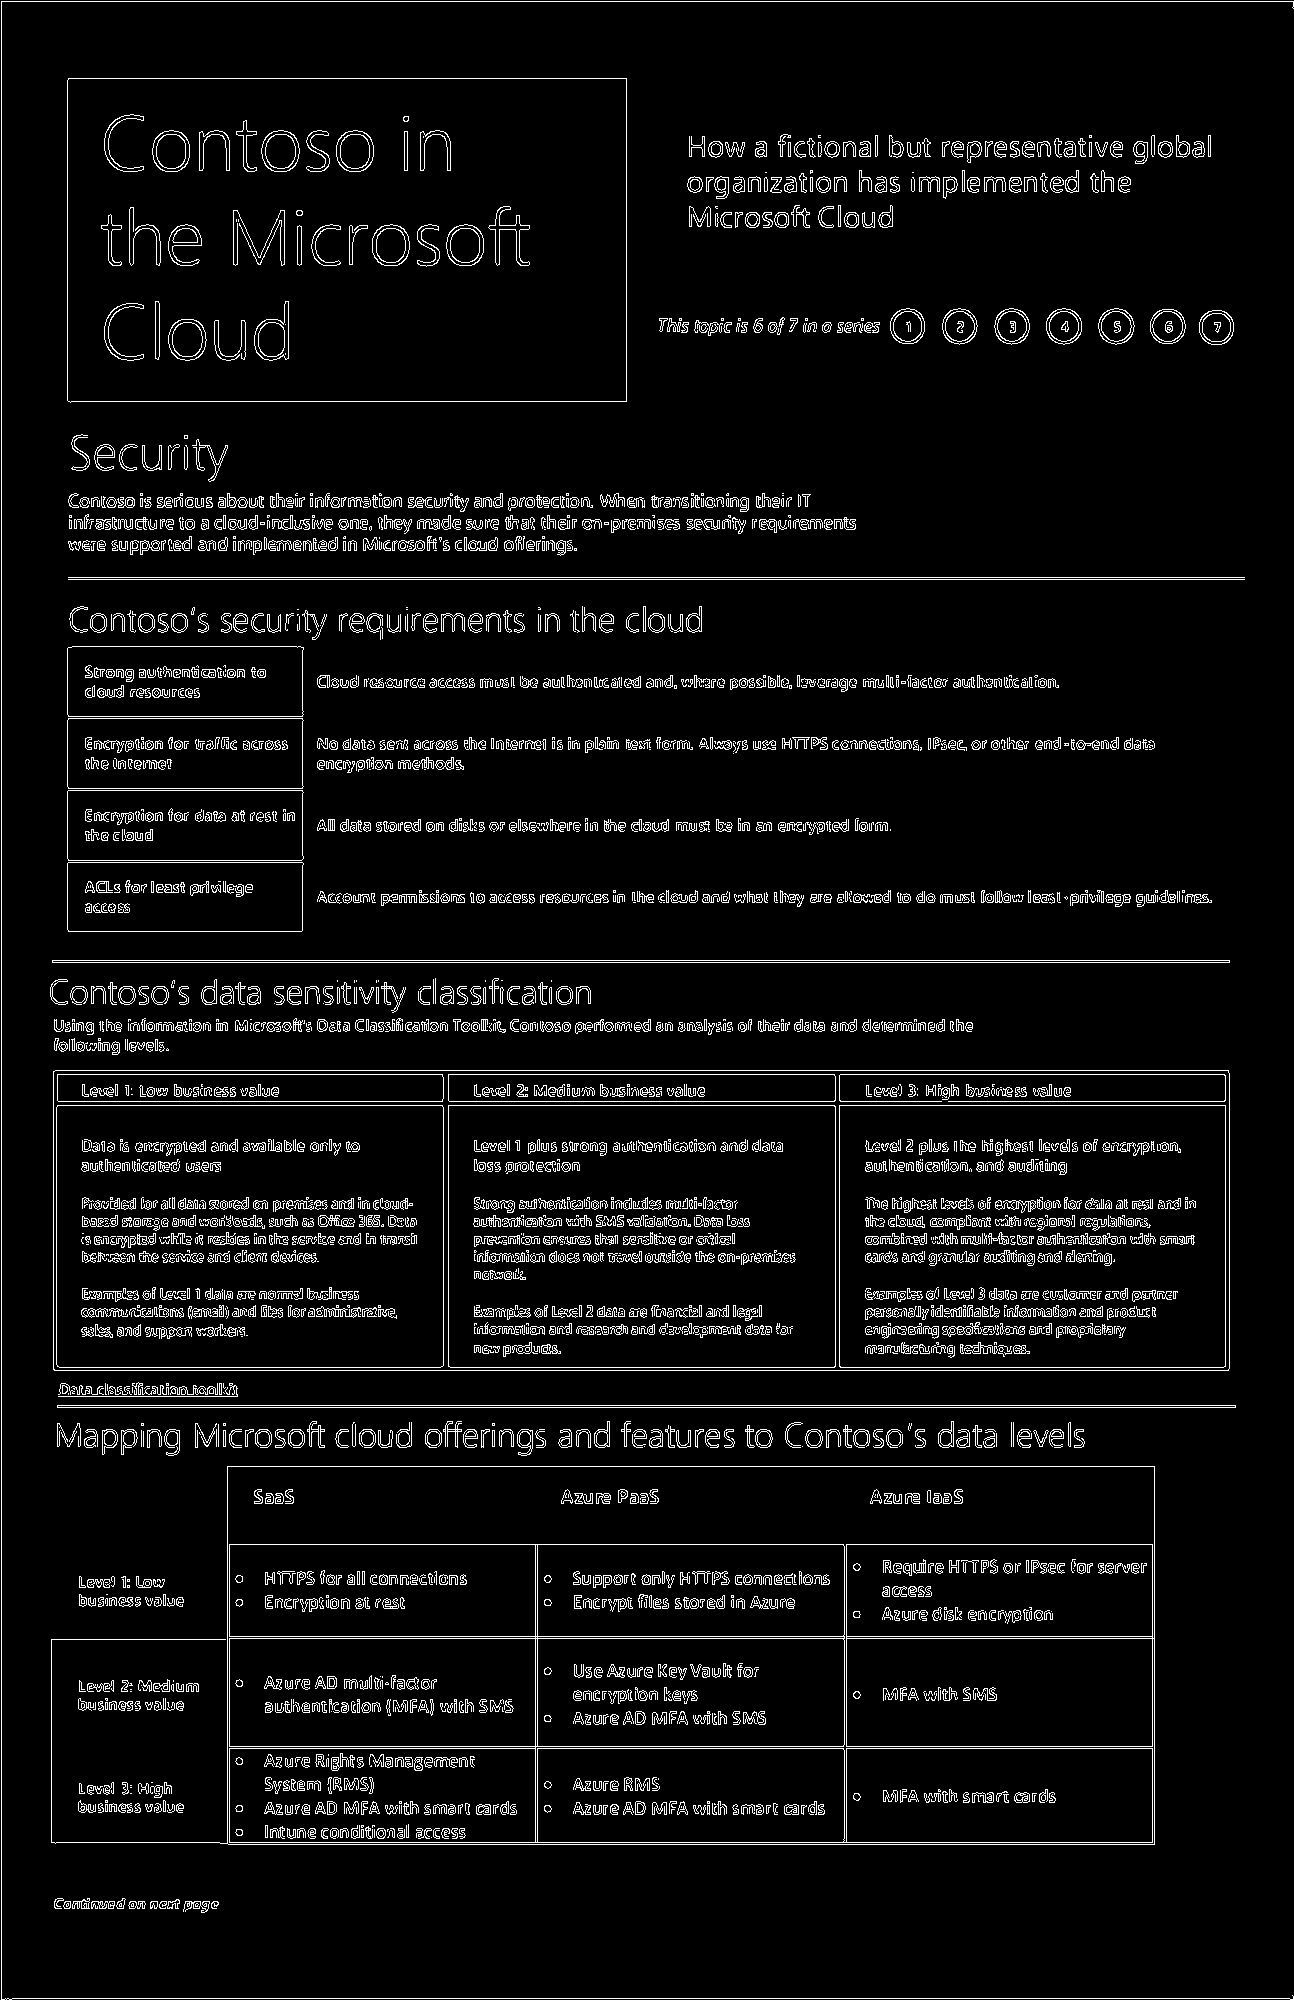 Contoso in
the Microsoft
Cloud
How a fictional but representative global
organization has implemented the
Microsoft Cloud
This topic is 6 of 7 in a series 1 2 3 4 5 6 7
Security
Contoso is serious about their information security and protection. When transitioning their IT
infrastructure to a cloud-inclusive one, they made sure that their on-premises security requirements
were supported and implemented in Microsoft's cloud offerings.
Contoso's security requirements in the cloud
Strong authentication to
cloud resources
Cloud resource access must be authenticated and, where possible, leverage multi-factor authentication.
Encryption for traffic across
the Internet
No data sent across the Internet is in plain text form. Always use HTTPS connections, IPsec, or other end-to-end data
encryption methods.
Encryption for data at rest in
the cloud
All data stored on disks or elsewhere in the cloud must be in an encrypted form.
ACLs for least privilege
access
Account permissions to access resources in the cloud and what they are allowed to do must follow least-privilege guidelines.
Contoso's data sensitivity classification
Using the information in Microsoft's Data Classification Toolkit, Contoso performed an analysis of their data and determined the
following levels.
Level 1: Low business value
Data is encrypted and available only to
authenticated users
Provided for all data stored on premises and in cloud-
based storage and workloads, such as Office 365. Data
is encrypted while it resides in the service and in transit
between the service and client devices.
Examples of Level 1 data are normal business
communications (email) and files for administrative,
sales, and support workers.
Level 2: Medium business value
Level 1 plus strong authentication and data
loss protection
Strong authentication includes multi-factor
authentication with SMS validation. Data loss
prevention ensures that sensitive or critical
information does not travel outside the on-premises
network.
Examples of Level 2 data are financial and legal
information and research and development data for
new products.
Level 3: High business value
Level 2 plus the highest levels of encryption,
authentication, and auditing
The highest levels of encryption for data at rest and in
the cloud, compliant with regional regulations,
combined with multi-factor authentication with smart
cards and granular auditing and alerting.
Examples of Level 3 data are customer and partner
personally identifiable information and product
engineering specifications and proprietary
manufacturing techniques.
Data classification toolkit
Mapping Microsoft cloud offerings and features to Contoso's data levels
SaaS
Azure PaaS
Azure IaaS
Level 1: Low
business value
HTTPS for all connections
Encryption at rest
Support only HTTPS connections
Encrypt files stored in Azure
Require HTTPS or IPsec for server
access
Azure disk encryption
Level 2: Medium
business value
Azure AD multi-factor
authentication (MFA) with SMS
Use Azure Key Vault for
encryption keys
Azure AD MFA with SMS
MFA with SMS
Level 3: High
business value
Azure Rights Management
System (RMS)
Azure AD MFA with smart cards
Intune conditional access
Azure RMS
Azure AD MFA with smart cards
MFA with smart cards
Continued on next page